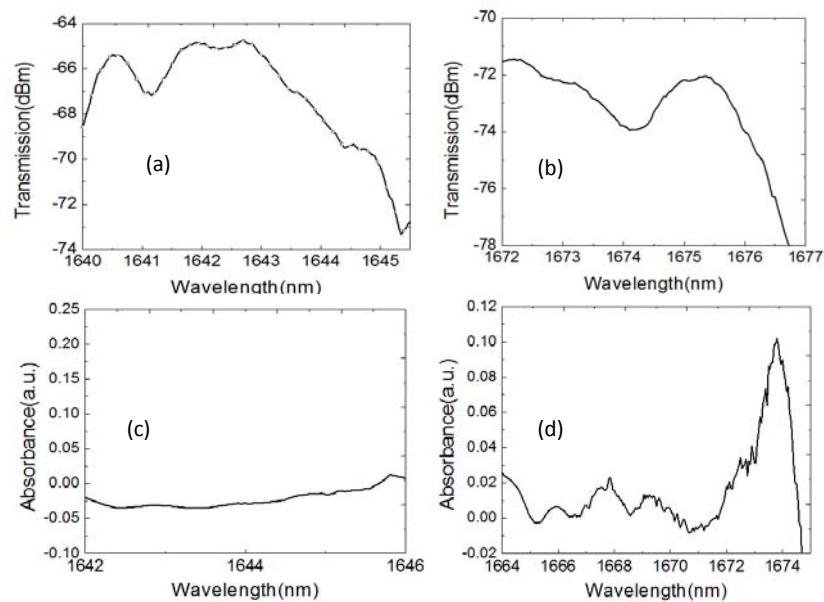 -64
-66
-68
-70
-72
-74
Transmission(dBm)
(a)
1640 1641 1642 1643 1644 1645
Wavelength(nm)
-70
-72
-74
-76
-78
Transmission(dBm)
(b)
1672 1673 1674 1675 1676 1677
Wavelength(nm)
0.25
0.20
0.15
0.10
0.05
0.00
-0.05
-0.10
Absorbance(a.u.)
(c)
1642 1644 1646
Wavelength(nm)
0.12
0.10
0.08
0.06
0.04
0.02
0.00
-0.02
Absorbance(a.u.)
(d)
1664 1666 1668 1670 1672 1674
Wavelength(nm)